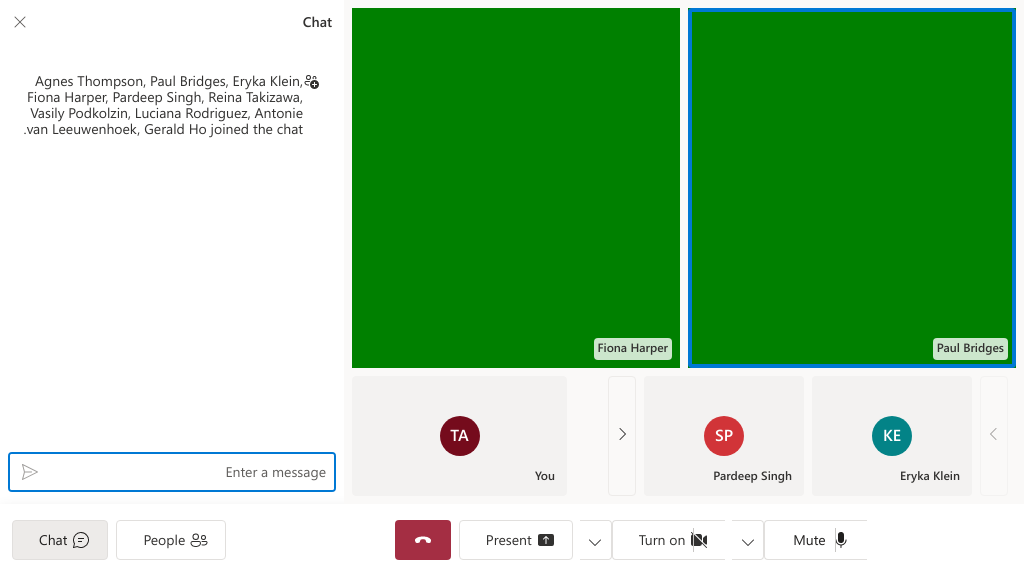 Chat
Agnes Thompson, Paul Bridges, Eryka Klein,
Fiona Harper, Pardeep Singh, Reina Takizawa,
Vasily Podkolzin, Luciana Rodriguez, Antonie
.van Leeuwenhoek, Gerald Ho joined the chat
Enter a message
Fiona Harper
Paul Bridges
TA
You
SP
Pardeep Singh
KE
Eryka Klein
Chat
People
Present
Turn on
Mute